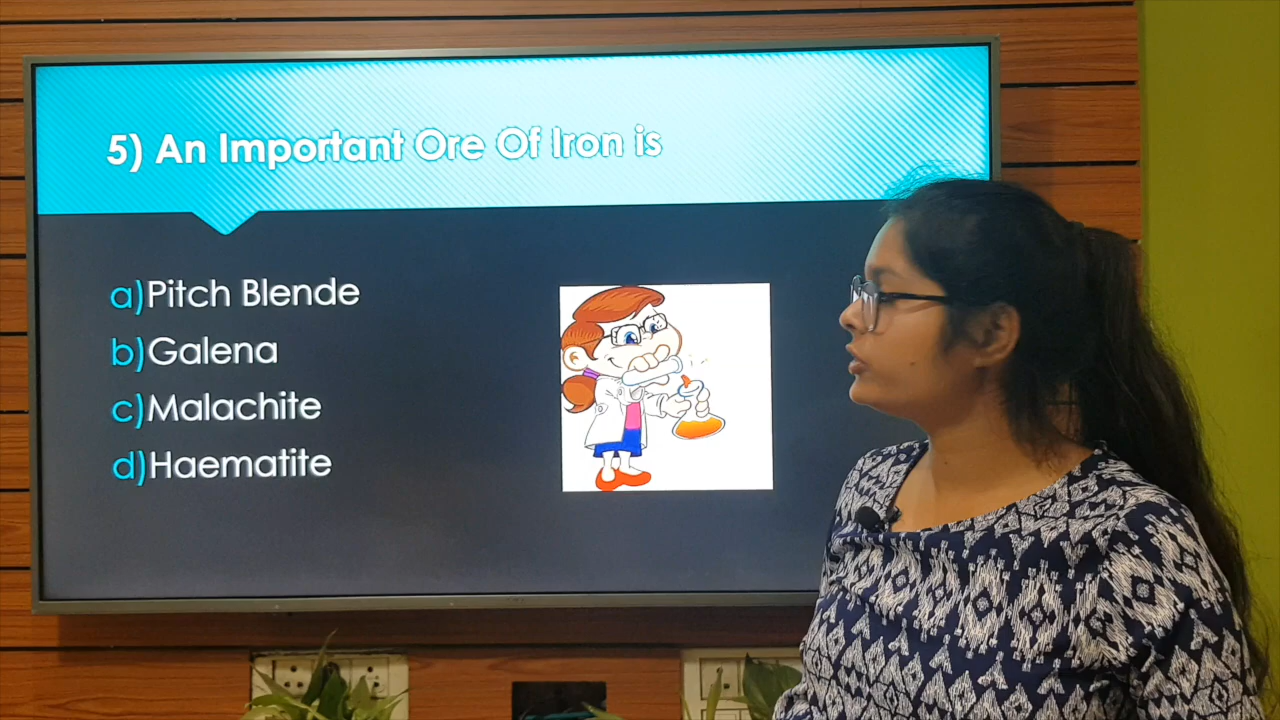 5) An Important Ore Of Iron is
a)Pitch Blende
b)Galena
c)Malachite
d)Haematite